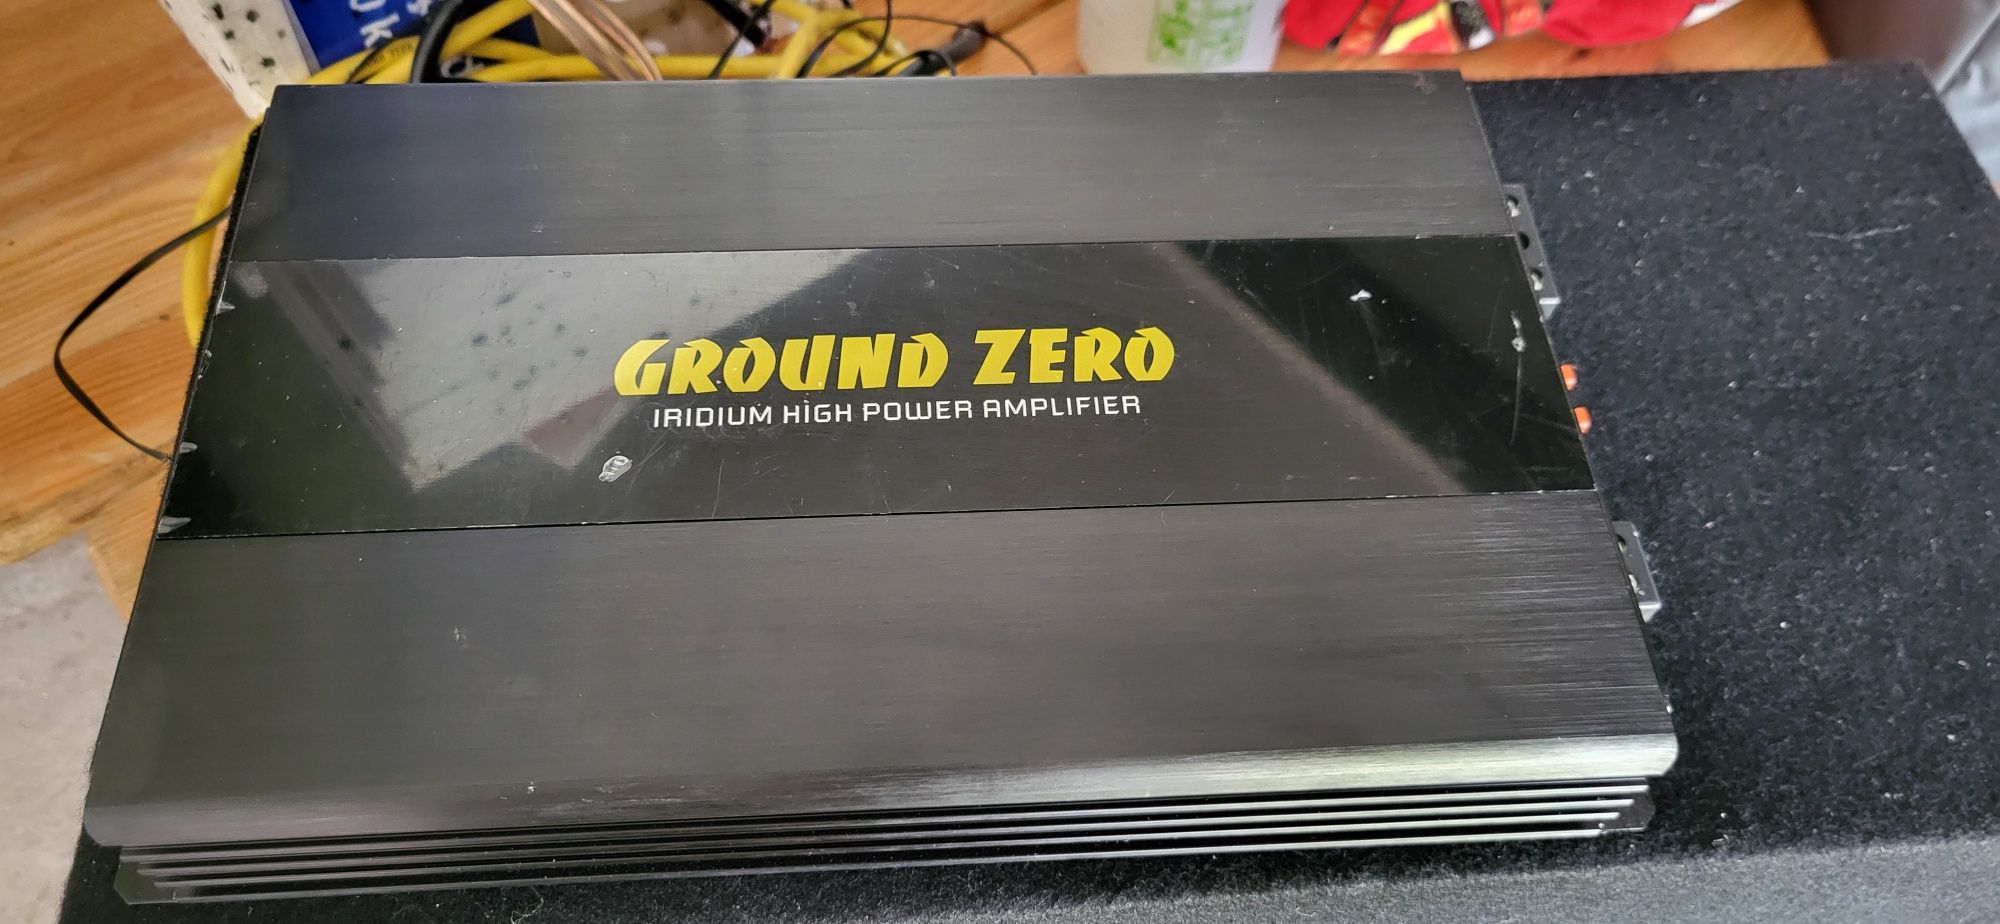 GROUND ZERO
IRIDIUM HIGH POWER AMPLIFIER